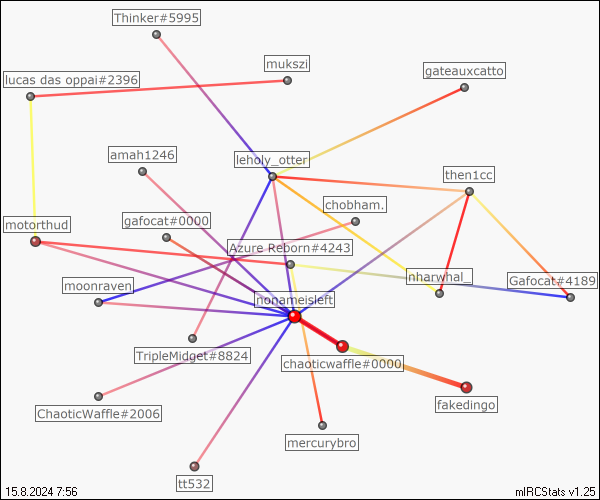 Thinker#5995
mukszi
gateauxcatto
lucas das oppai#2396
amah1246
leholy_otter
then1cc
chobham.
gafocat#0000
motorthud
Azure Reborn#4243
nharwhal_
Gafocat#4189
moonraven
nonameisleft
TripleMidget#8824
chaoticwaffle#0000
ChaoticWaffle#2006
fakedingo
mercurybro
tt532
15.8.2024 7:56
mIRCStats v1.25